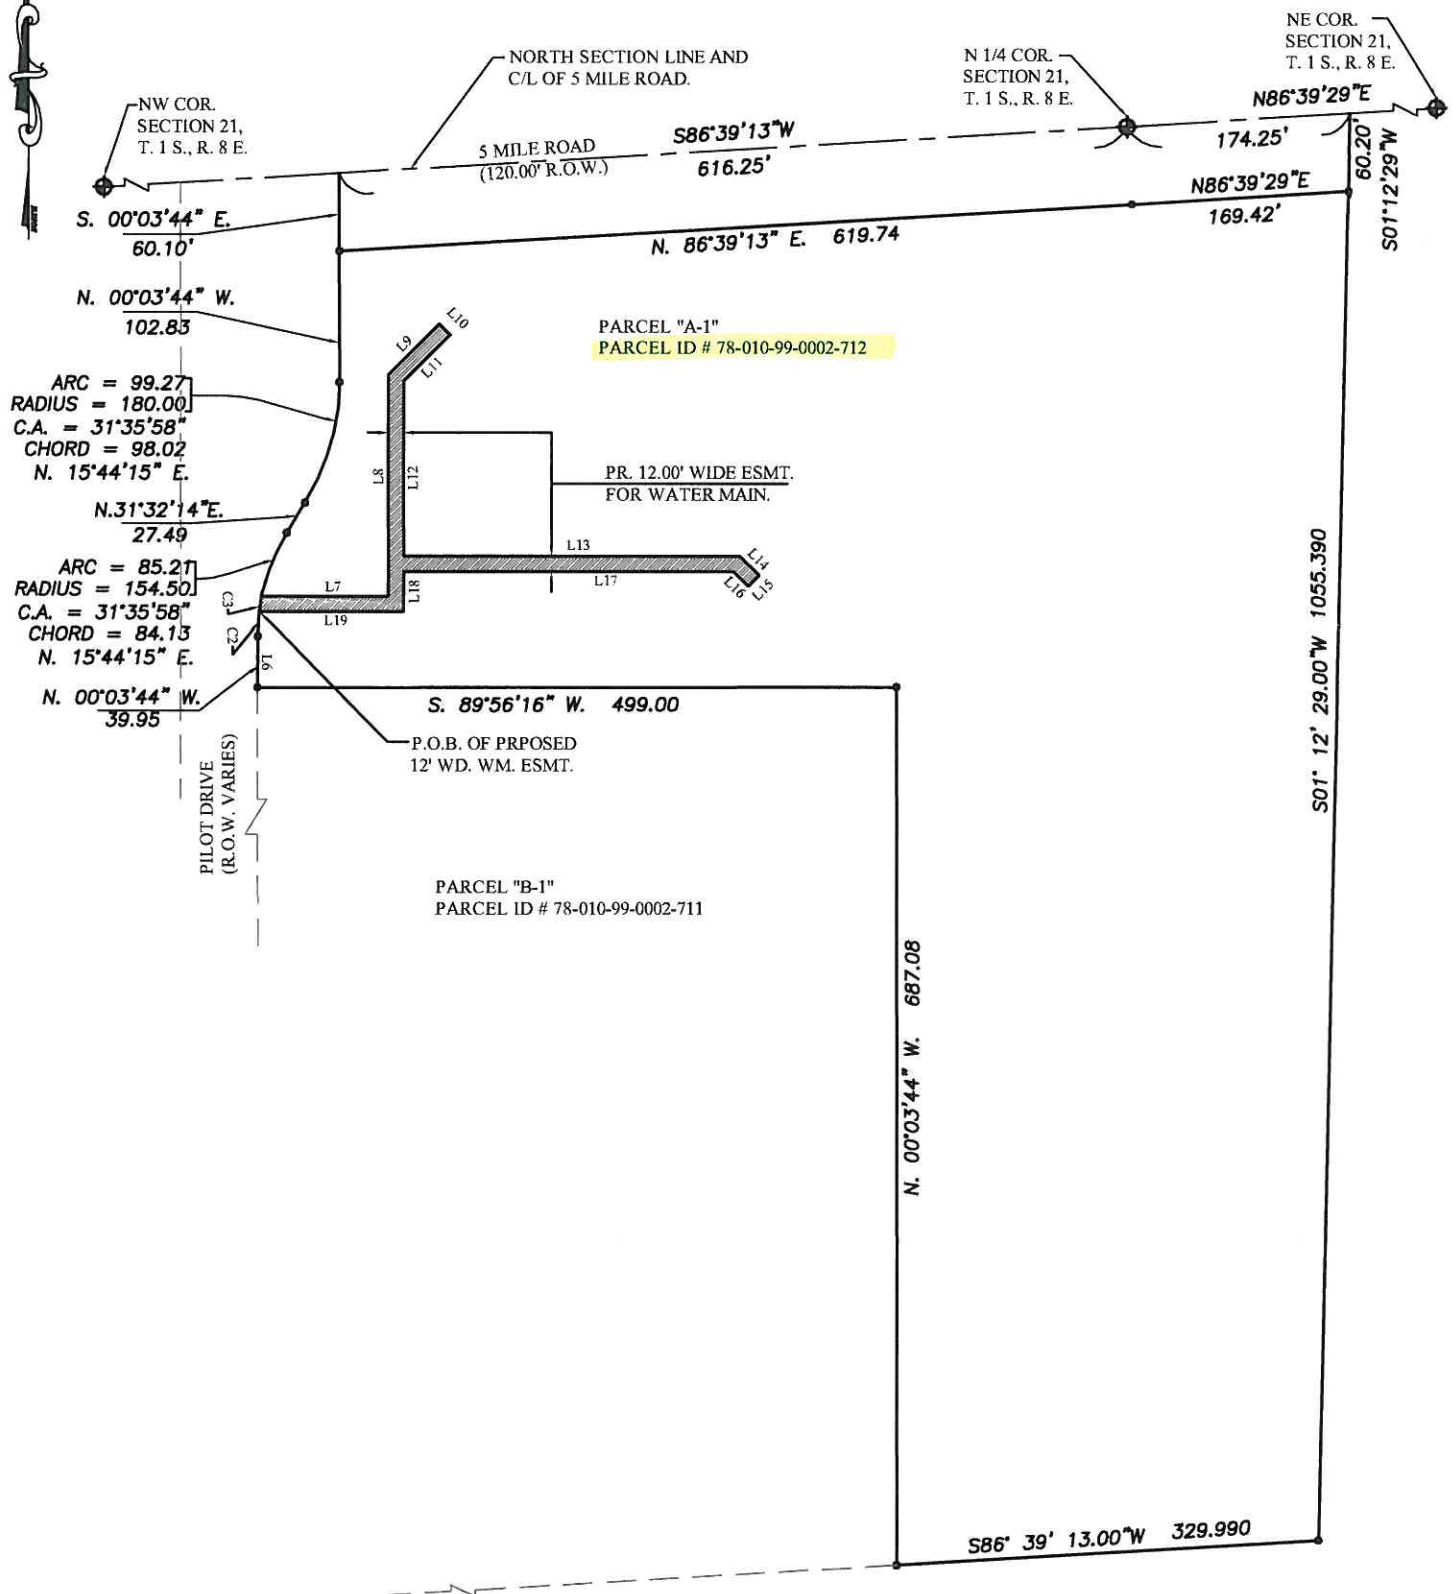 NE COR.
SECTION 21,
T. 1 S., R. 8 E.
NORTH SECTION LINE AND
C/L OF 5 MILE ROAD.
N 1/4 COR.
SECTION 21,
T. 1 S., R. 8 E.
NW COR.
SECTION 21,
T. 1 S., R. 8 E.
N86°39'29"E
174.25'
S86°39'13"W
616.25'
5 MILE ROAD
(120.00' R.O.W.)
60.20'
S01°12'29"W
N86°39'29"E
169.42'
S. 00°03'44" E.
60.10'
N. 86°39'13" E. 619.74
N. 00°03'44" W.
102.83
PARCEL "A-1"
PARCEL ID # 78-010-99-0002-712
L10
L9
L11
ARC = 99.27
RADIUS = 180.00
C.A. = 31°35'58"
CHORD = 98.02
N. 15°44'15" E.
L8
L12
PR. 12.00' WIDE ESMT.
FOR WATER MAIN.
N.31°32'14"E.
27.49
L13
L14
L15
L16
L17
L18
L7
L19
ARC = 85.21
RADIUS = 154.50
C.A. = 31°35'58"
CHORD = 84.13
N. 15°44'15" E.
C3
C2
L6
N. 00°03'44" W.
39.95
S. 89°56'16" W. 499.00
S01° 12' 29.00"W 1055.390
P.O.B. OF PRPOSED
12' WD. WM. ESMT.
PILOT DRIVE
(R.O.W. VARIES)
PARCEL "B-1"
PARCEL ID # 78-010-99-0002-711
N. 00°03'44" W. 687.08
S86° 39' 13.00"W 329.990